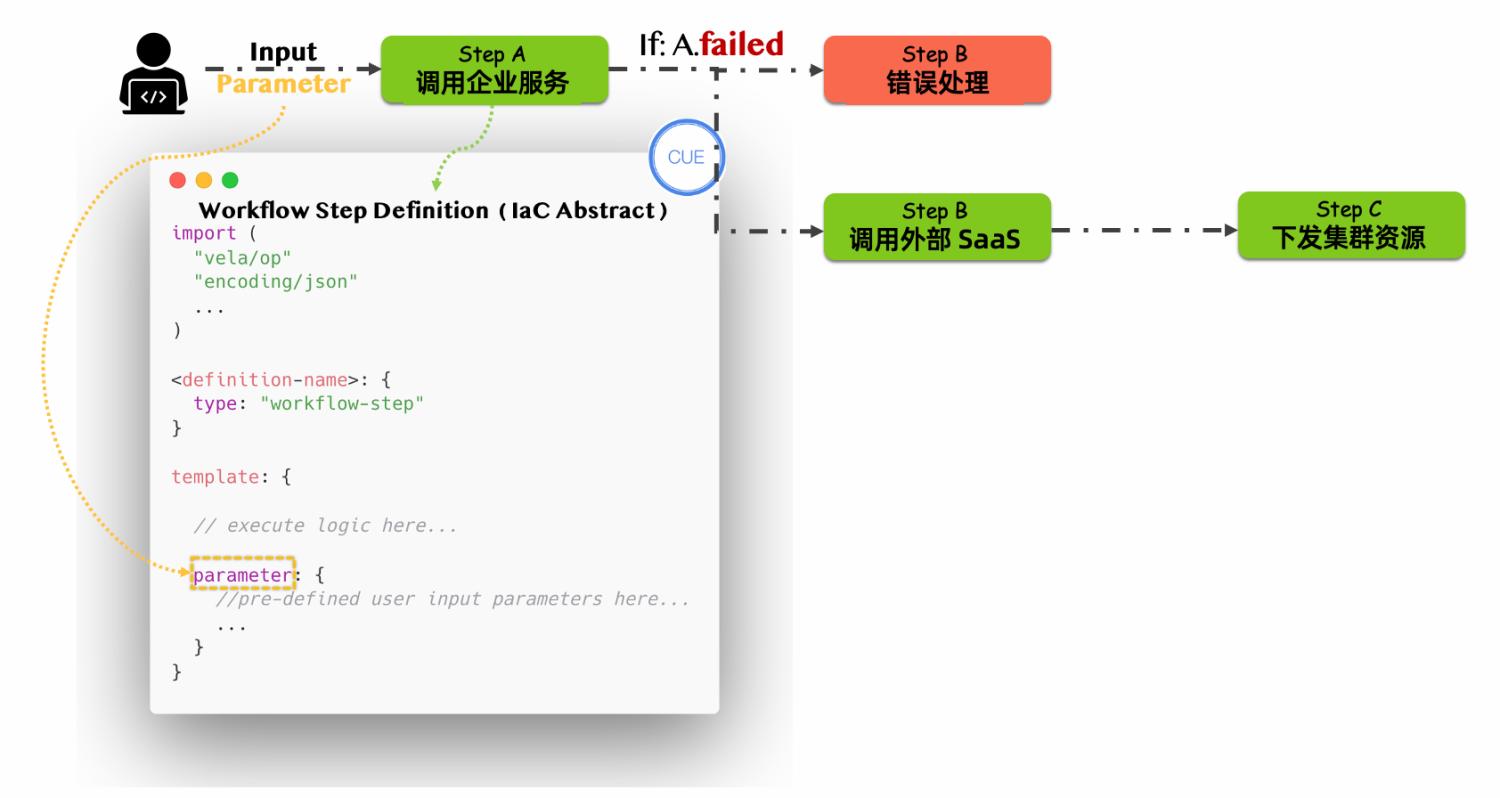 Input
Parameter
</>
Step A
调用企业服务
If: A.failed
Step B
错误处理
Step B
调用外部 SaaS
Step C
下发集群资源
CUE
Workflow Step Definition (IaC Abstract)
import (
"vela/op"
"encoding/json"
...
)
<definition-name>: {
type: "workflow-step"
}
template: {
// execute logic here...
parameter: {
//pre-defined user input parameters here...
...
}
}